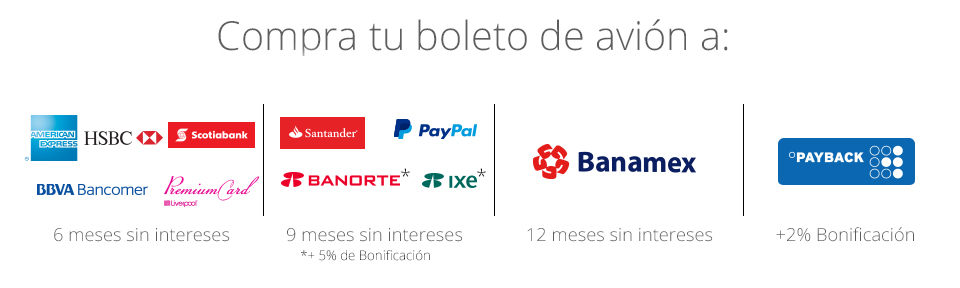 Compra tu boleto de avión a:
AMERICAN EXPRESS
®
HSBC
Scotiabank
BBVA Bancomer
PremiumCard
Liverpool
6 meses sin intereses
Santander
PayPal
BANORTE*
IXe*
9 meses sin intereses
*+ 5% de Bonificación
Banamex
12 meses sin intereses
PAYBACK
+2% Bonificación